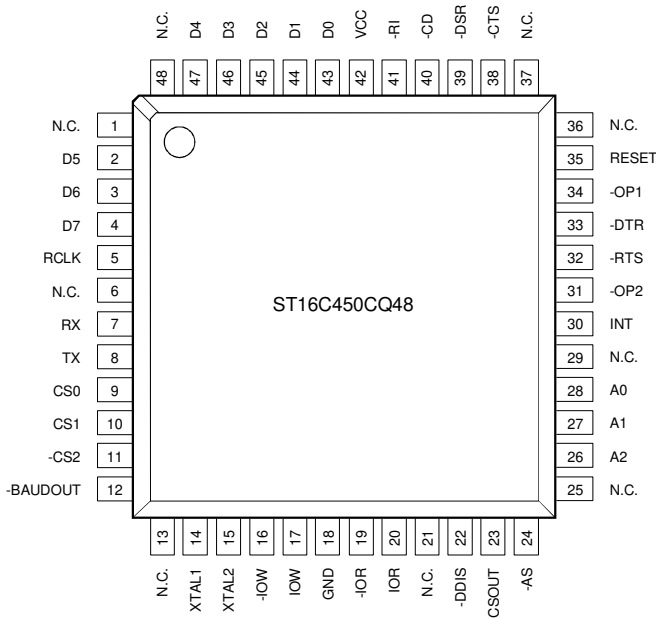 N.C. D4 D3 D2 D1 D0 VCC -RI -CD -DSR -CTS N.C.
48 47 46 45 44 43 42 41 40 39 38 37
N.C. 1 36 N.C.
D5 2 35 RESET
D6 3 34 -OP1
D7 4 33 -DTR
RCLK 5 32 -RTS
N.C. 6 31 -OP2
ST16C450CQ48
RX 7 30 INT
TX 8 29 N.C.
CS0 9 28 A0
CS1 10 27 A1
-CS2 11 26 A2
-BAUDOUT 12 25 N.C.
13 14 15 16 17 18 19 20 21 22 23 24
N.C. XTAL1 XTAL2 -IOW IOW GND -IOR IOR N.C. -DDIS CSOUT -AS